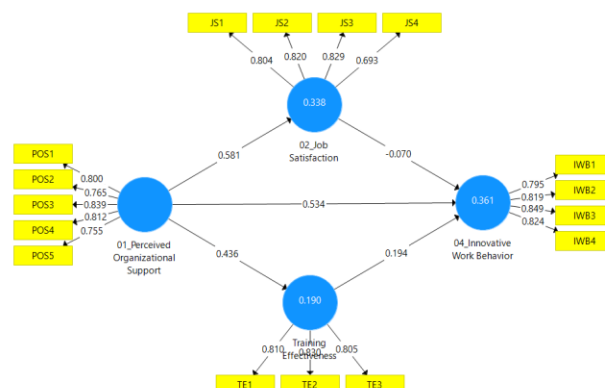 JS1 JS2 JS3 JS4
0.804 0.820 0.829 0.693
0.338
02_Job
Satisfaction
POS1
POS2
POS3
POS4
POS5
0.800
0.765
0.839
0.812
0.755
01_Perceived
Organizational
Support
0.581
-0.070
0.534
0.436
0.194
0.361
04_Innovative
Work Behavior
0.795
0.819
0.849
0.824
IWB1
IWB2
IWB3
IWB4
0.190
Training
Effectiveness
0.810 0.830 0.805
TE1 TE2 TE3